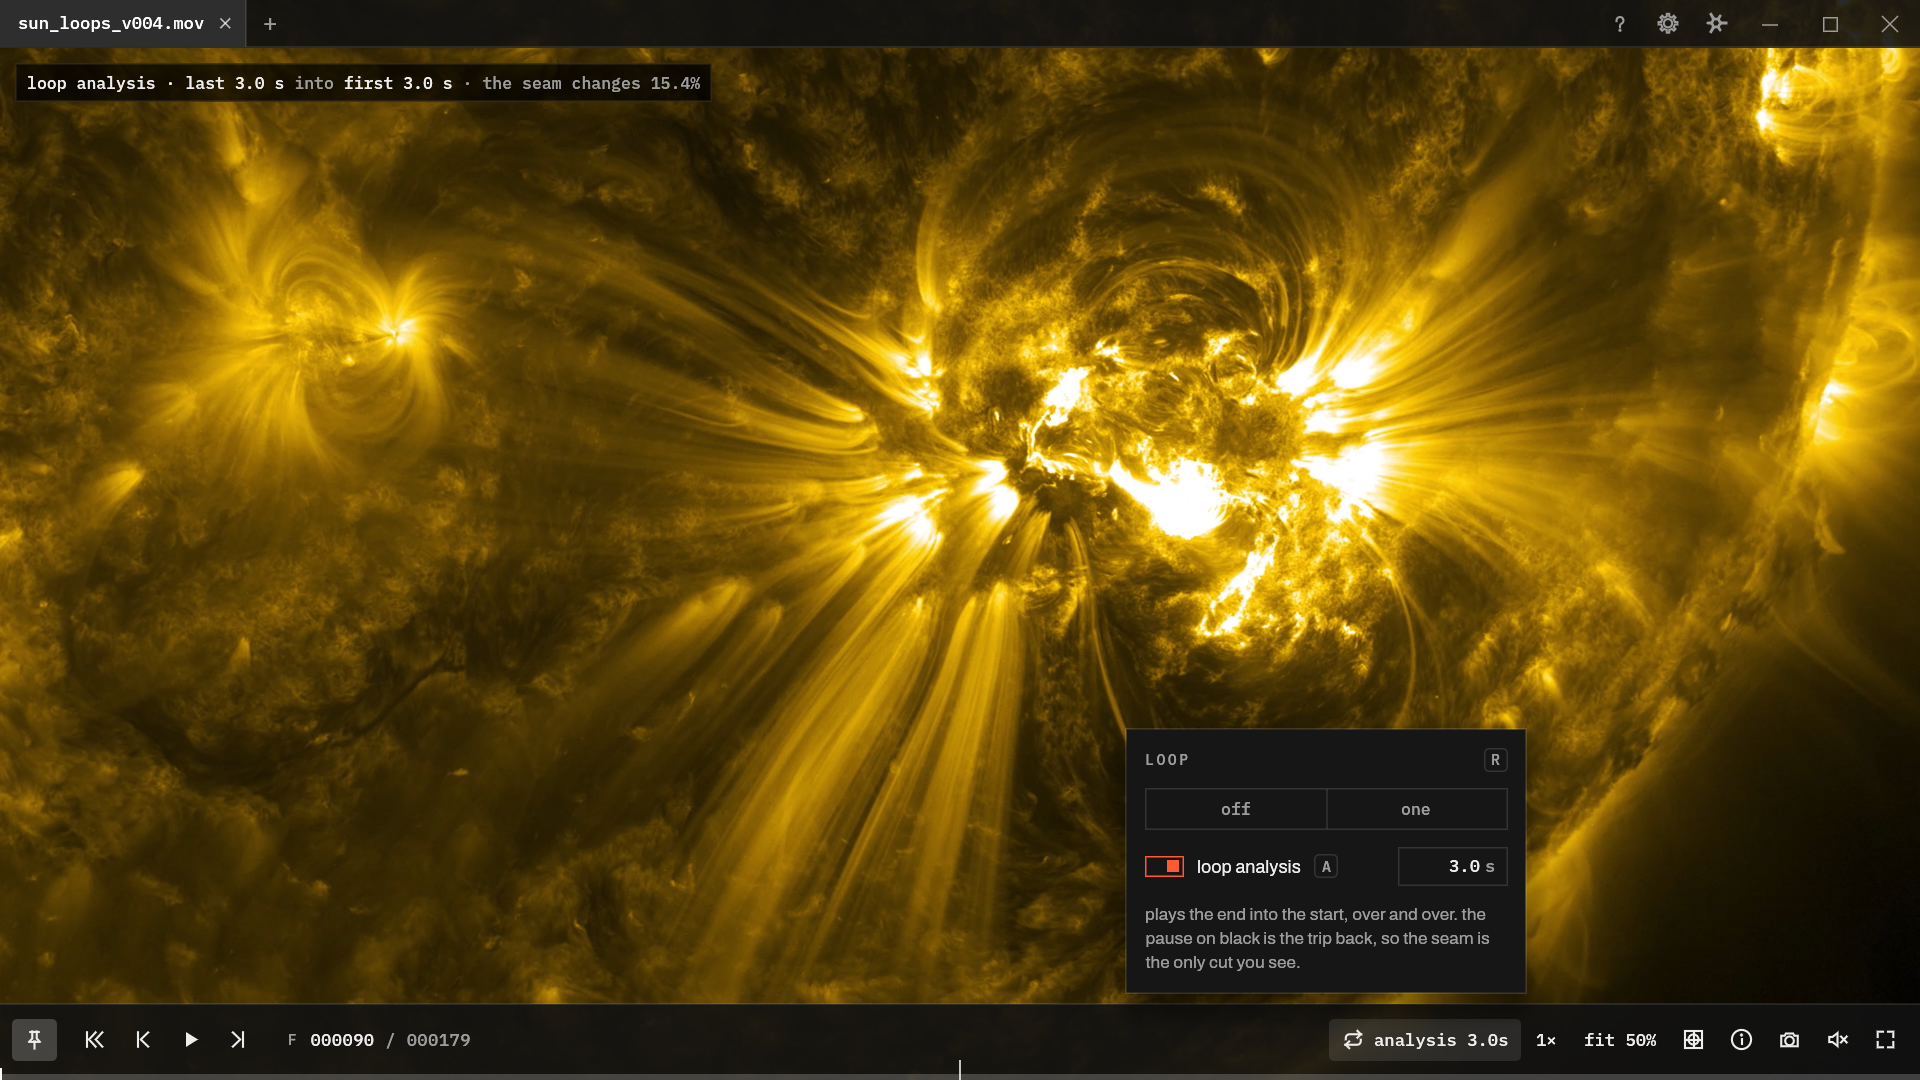 sun_loops_v004.mov
loop analysis · last 3.0 s into first 3.0 s · the seam changes 15.4%
LOOP R
off one
loop analysis A 3.0 s
plays the end into the start, over and over. the
pause on black is the trip back, so the seam is
the only cut you see.
F 000090 / 000179 analysis 3.0s 1× fit 50%